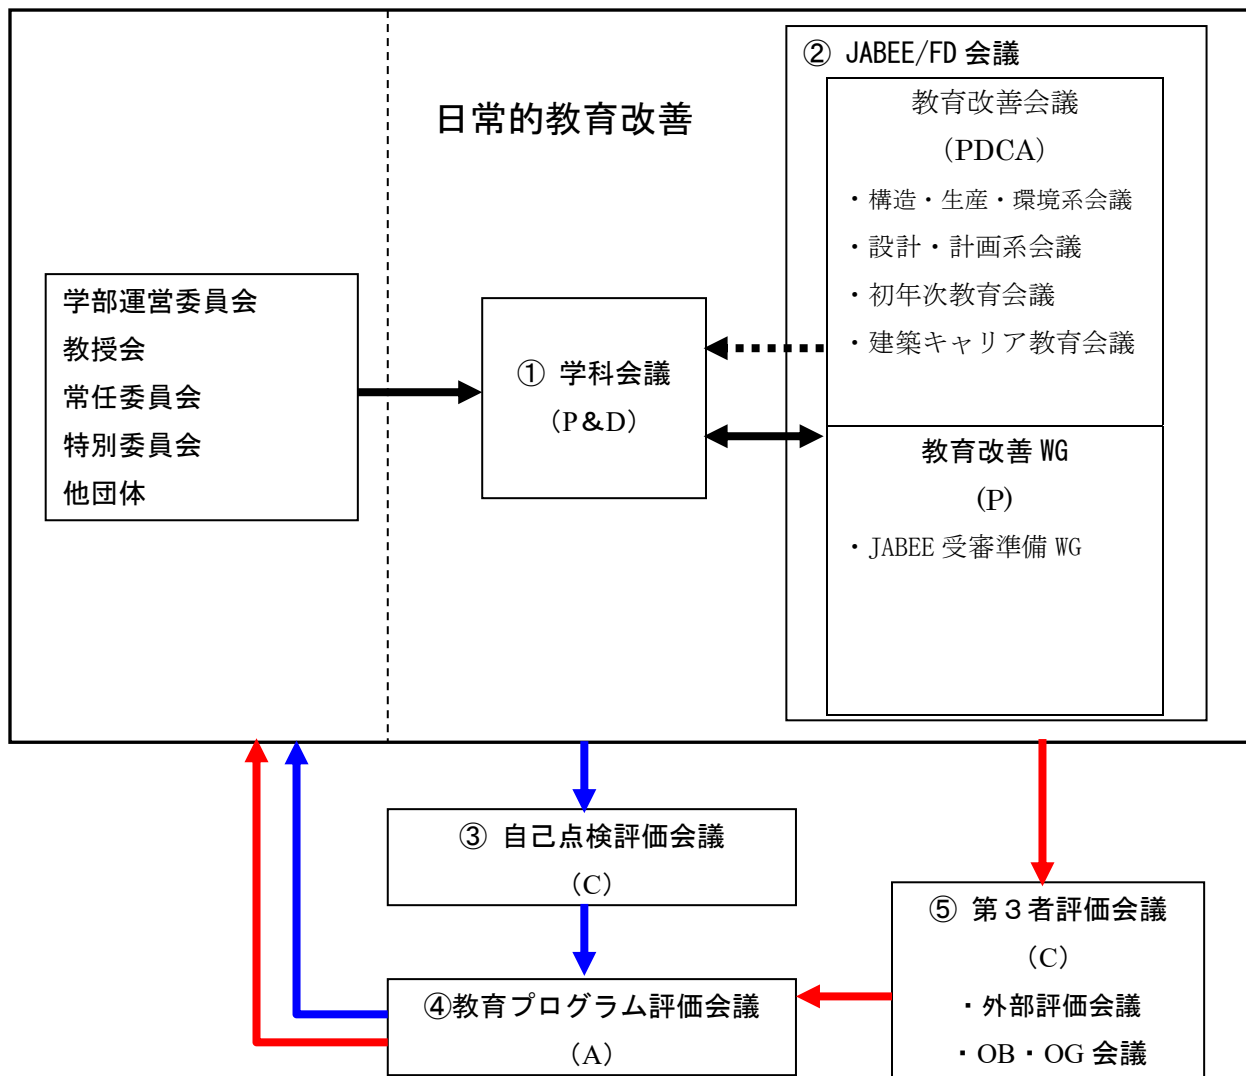 日常的教育改善
② JABEE/FD 会議
教育改善会議
（PDCA）
・構造・生産・環境系会議
・設計・計画系会議
・初年次教育会議
・建築キャリア教育会議
教育改善 WG
(P)
・JABEE 受審準備 WG
学部運営委員会
教授会
常任委員会
特別委員会
他団体
① 学科会議
（P&D）
③ 自己点検評価会議
（C）
④教育プログラム評価会議
（A）
⑤ 第３者評価会議
（C）
・外部評価会議
・OB・OG 会議